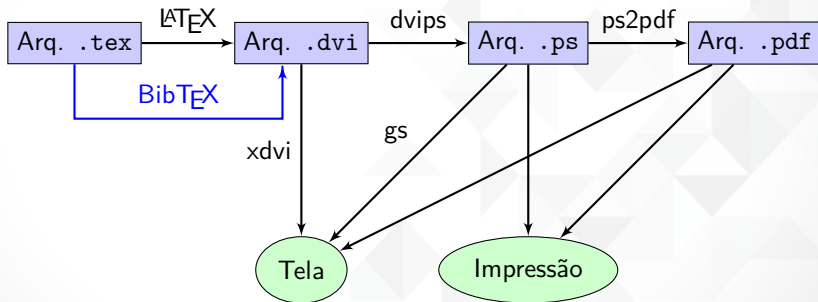 LATEX dvips ps2pdf
Arq. .tex Arq. .dvi Arq. .ps Arq. .pdf
BibTEX
gs
xdvi
Tela Impressão